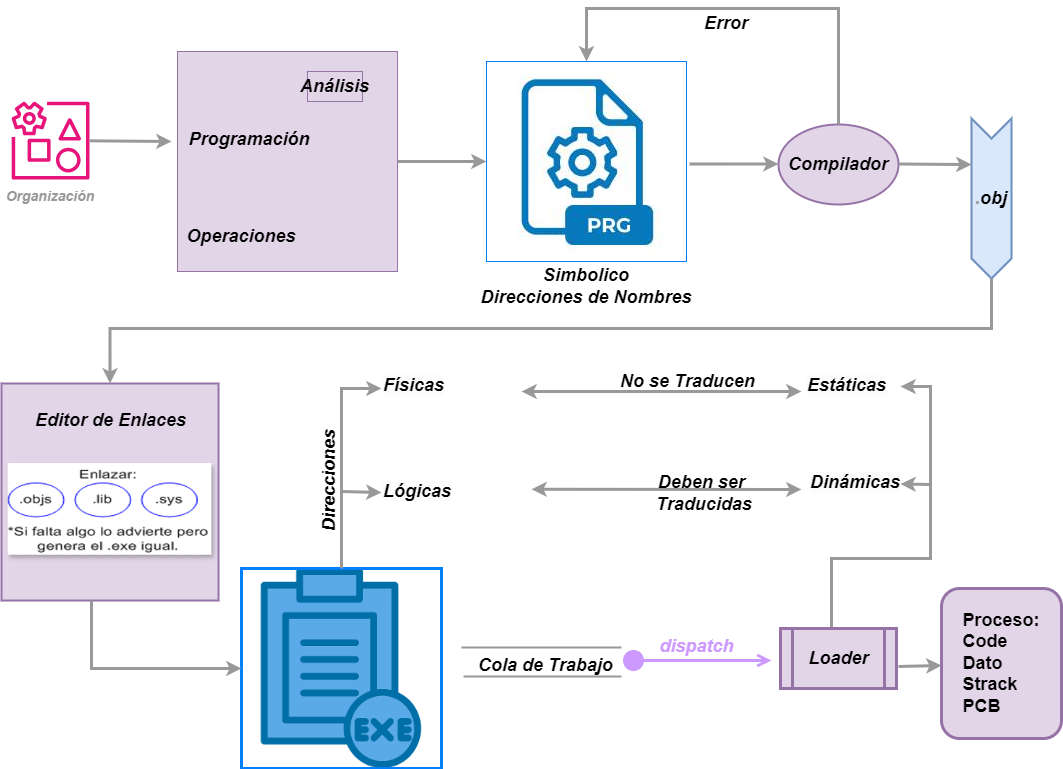 Error
Análisis
Programación
Operaciones
Organización
PRG
Simbolico
Direcciones de Nombres
Compilador
.obj
Editor de Enlaces
Enlazar:
.objs
.lib
.sys
*Si falta algo lo advierte pero
genera el .exe igual.
Direcciones
Físicas
No se Traducen
Estáticas
Lógicas
Deben ser
Traducidas
Dinámicas
EXE
Cola de Trabajo
dispatch
Loader
Proceso:
Code
Dato
Strack
PCB